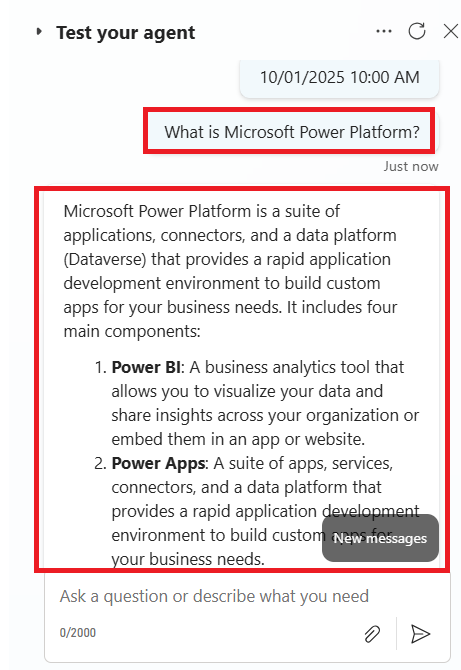 Test your agent
10/01/2025 10:00 AM
What is Microsoft Power Platform?
Just now
Microsoft Power Platform is a suite of
applications, connectors, and a data platform
(Dataverse) that provides a rapid application
development environment to build custom
apps for your business needs. It includes four
main components:
1. Power BI: A business analytics tool that
allows you to visualize your data and
share insights across your organization or
embed them in an app or website.
2. Power Apps: A suite of apps, services,
connectors, and a data platform that
provides a rapid application development
environment to build custom apps for
your business needs.
New messages
Ask a question or describe what you need
0/2000